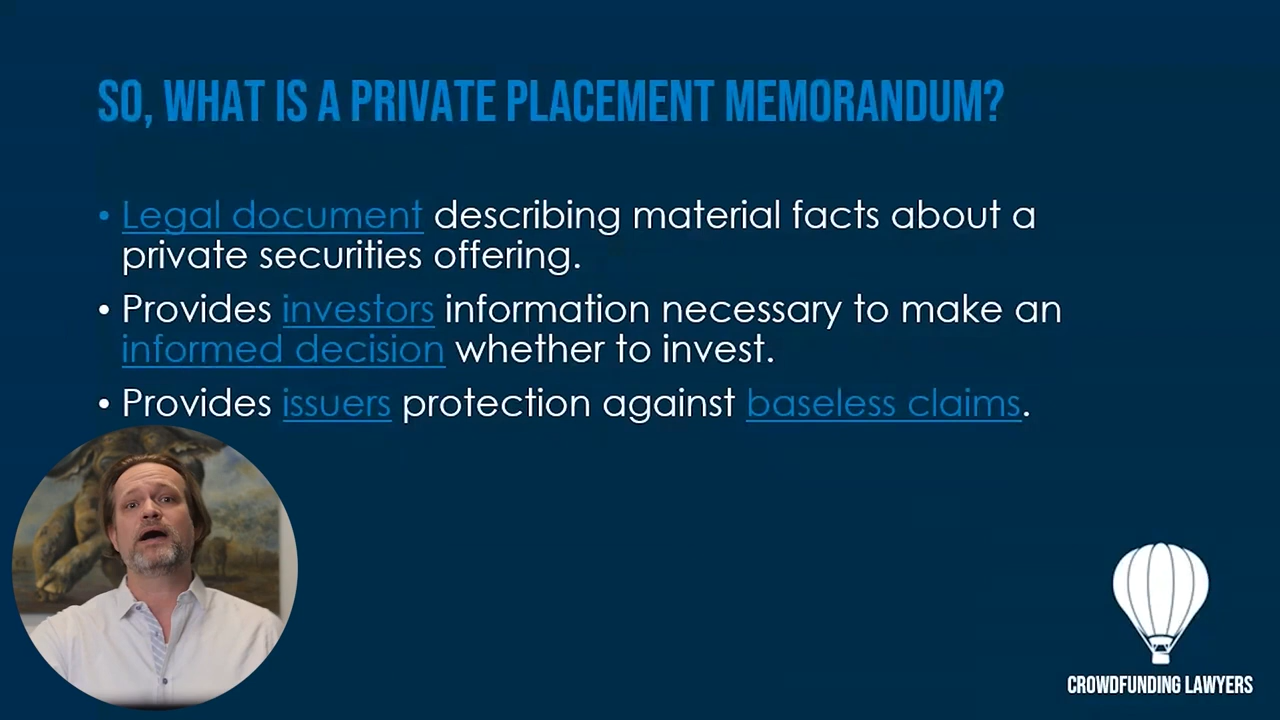 SO, WHAT IS A PRIVATE PLACEMENT MEMORANDUM?
• Legal document describing material facts about a
private securities offering.
• Provides investors information necessary to make an
informed decision whether to invest.
• Provides issuers protection against baseless claims.
CROWDFUNDING LAWYERS